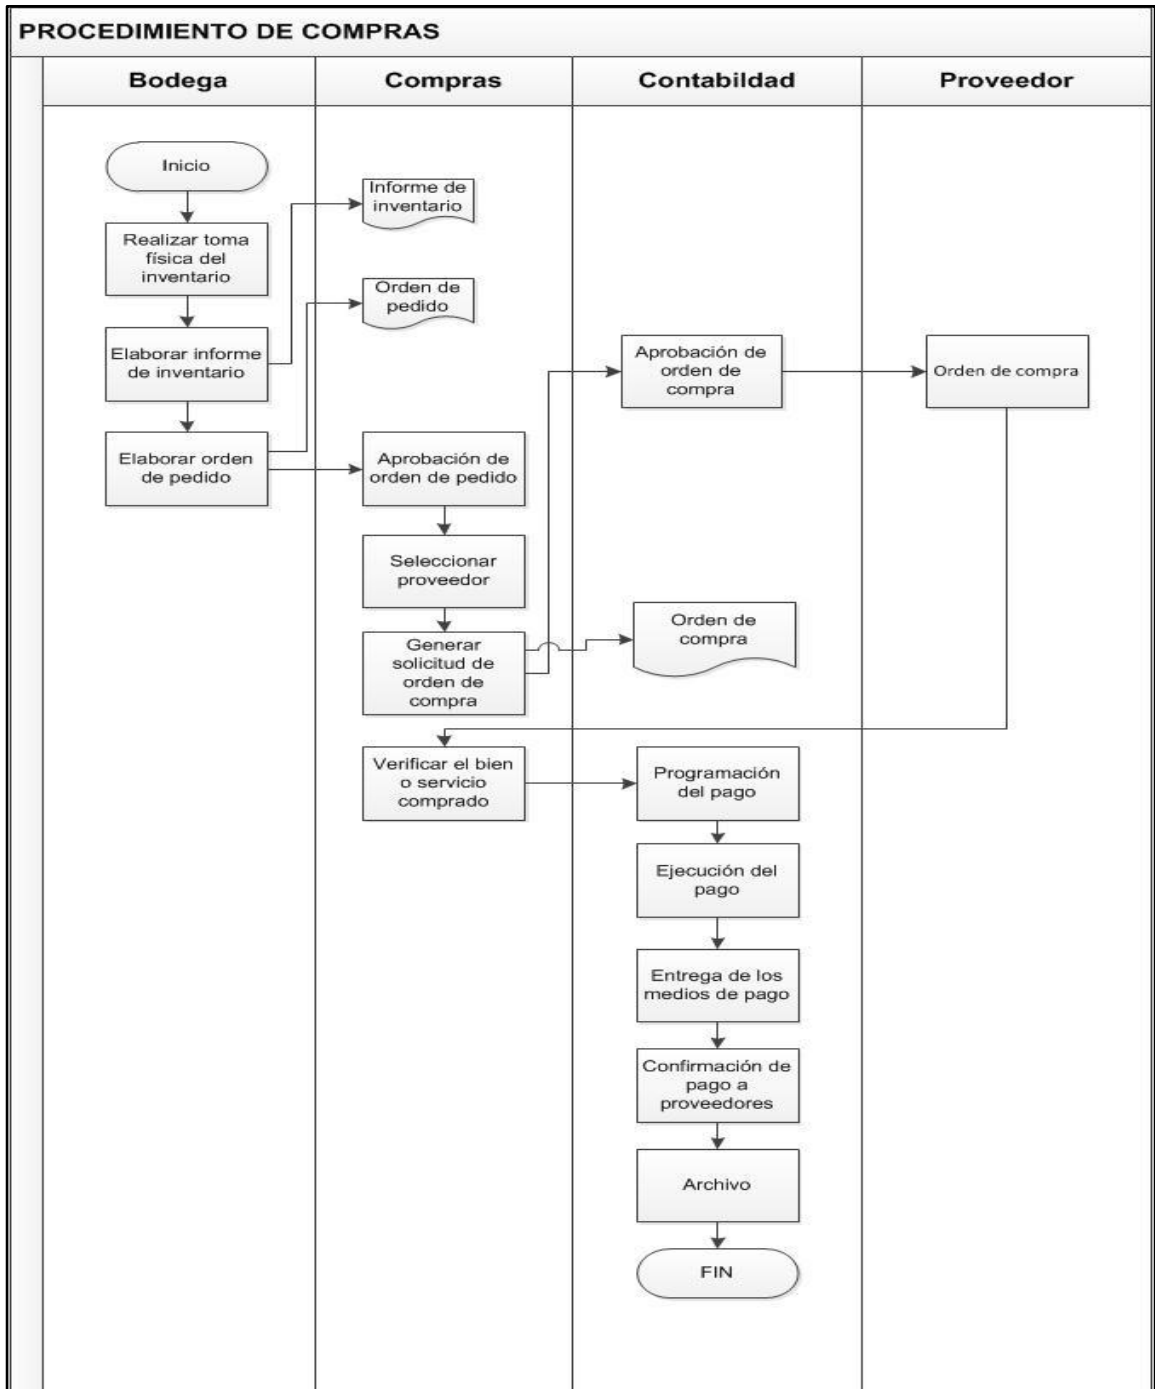 PROCEDIMIENTO DE COMPRAS
Bodega
Compras
Contabildad
Proveedor
Inicio
Realizar toma
física del
inventario
Elaborar informe
de inventario
Elaborar orden
de pedido
Informe de
inventario
Orden de
pedido
Aprobación de
orden de pedido
Seleccionar
proveedor
Generar
solicitud de
orden de
compra
Verificar el bien
o servicio
comprado
Aprobación de
orden de
compra
Orden de
compra
Programación
del pago
Ejecución del
pago
Entrega de los
medios de pago
Confirmación de
pago a
proveedores
Archivo
FIN
Orden de compra